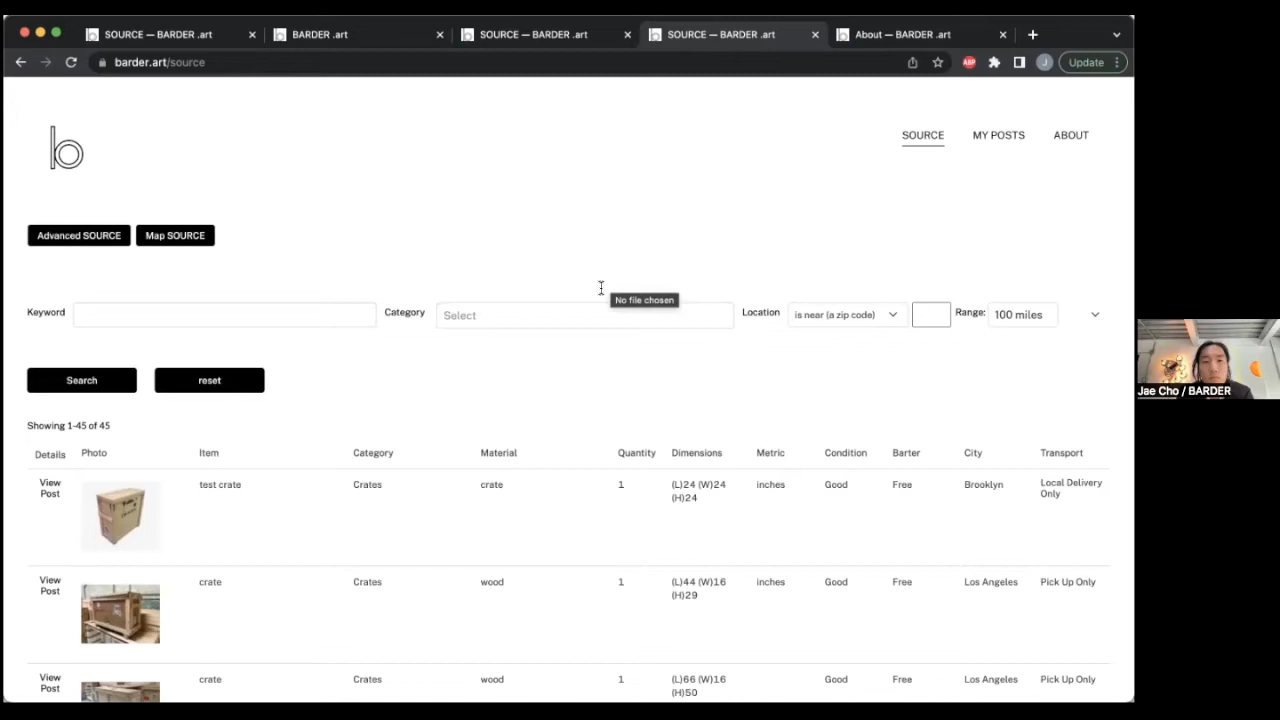 SOURCE — BARDER .art
BARDER .art
SOURCE — BARDER .art
SOURCE — BARDER .art
About — BARDER .art
barder.art/source
ABP
J
Update
b
SOURCE
MY POSTS
ABOUT
Advanced SOURCE
Map SOURCE
No file chosen
Keyword
Category
Select
Location
is near (a zip code)
Range:
100 miles
Search
reset
Showing 1-45 of 45
Details Photo Item Category Material Quantity Dimensions Metric Condition Barter City Transport
View Post
test crate
Crates
crate
1
(L)24 (W)24
(H)24
inches
Good
Free
Brooklyn
Local Delivery
Only
View Post
crate
Crates
wood
1
(L)44 (W)16
(H)29
inches
Good
Free
Los Angeles
Pick Up Only
View Post
crate
Crates
wood
1
(L)66 (W)16
(H)50
Good
Free
Los Angeles
Pick Up Only
Jae Cho / BARDER